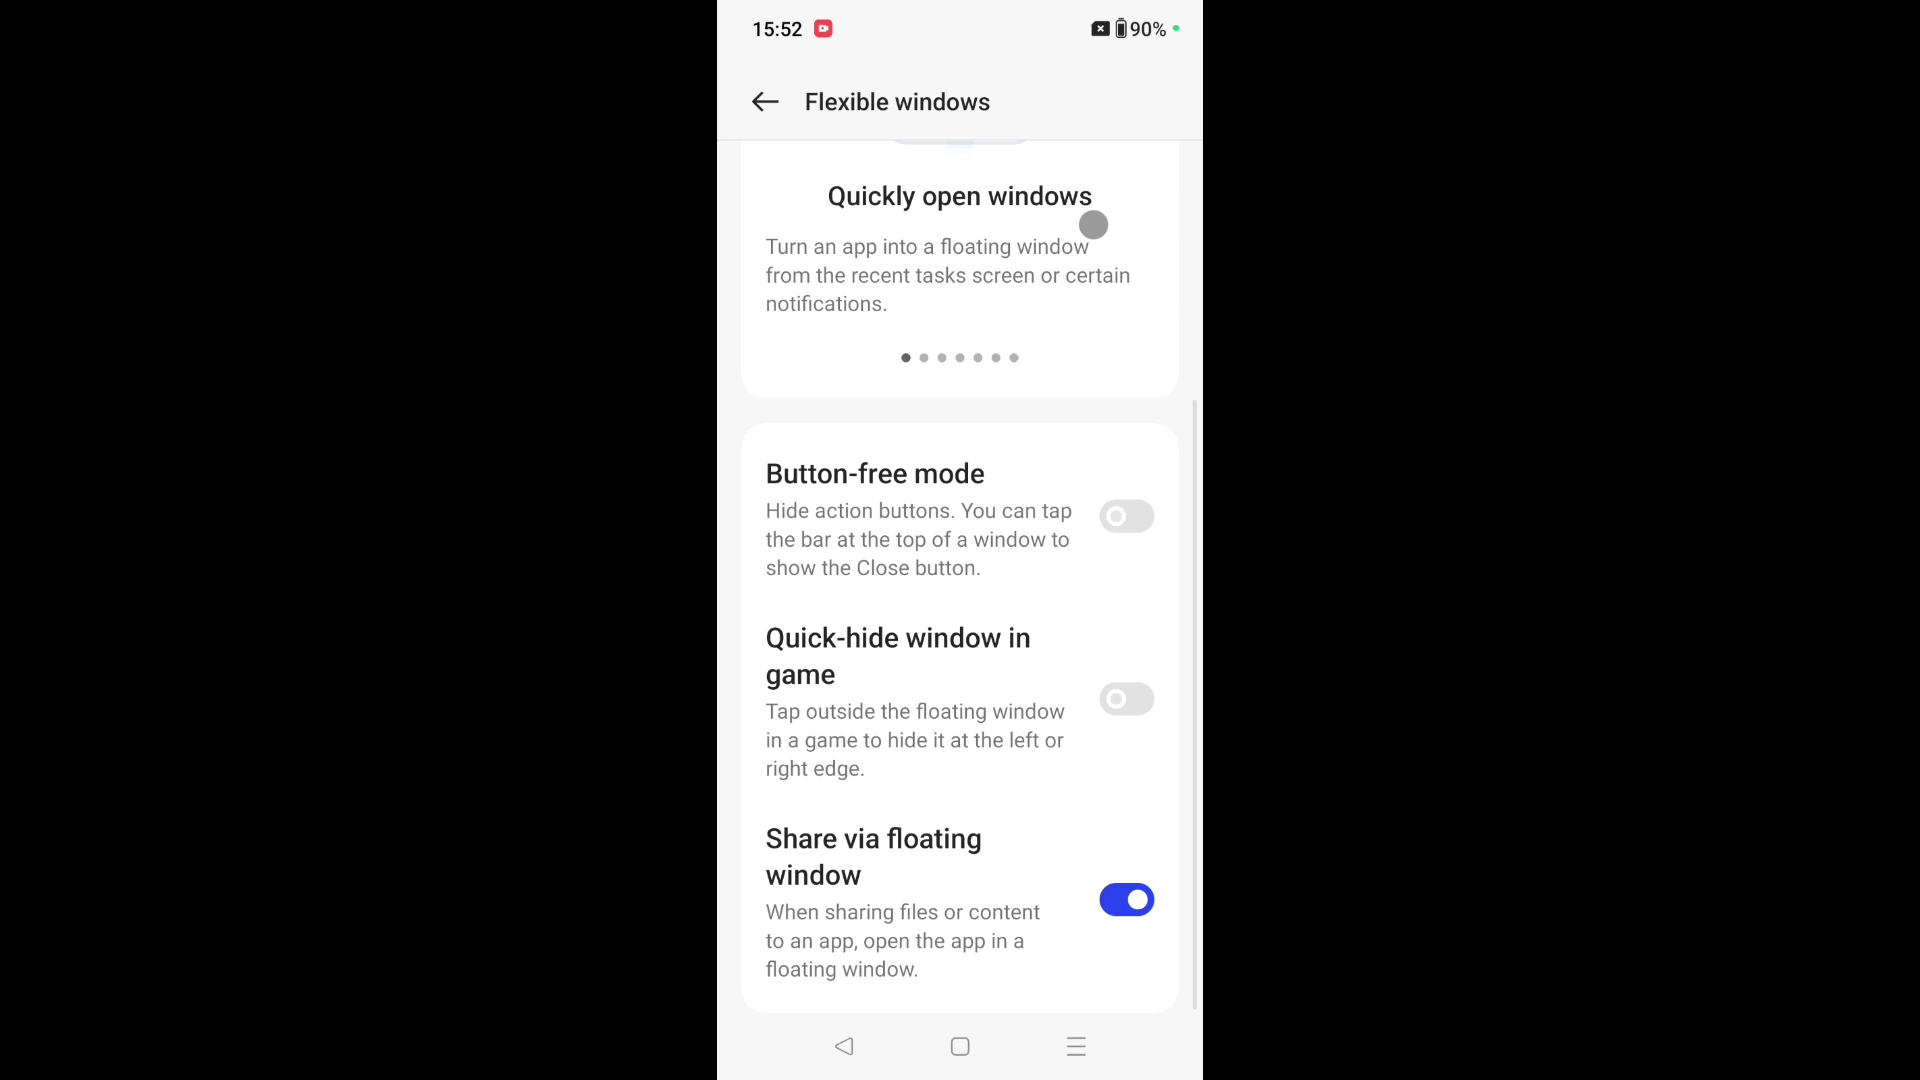 15:52
90%
Flexible windows
Quickly open windows
Turn an app into a floating window
from the recent tasks screen or certain
notifications.
Button-free mode
Hide action buttons. You can tap
the bar at the top of a window to
show the Close button.
Quick-hide window in
game
Tap outside the floating window
in a game to hide it at the left or
right edge.
Share via floating
window
When sharing files or content
to an app, open the app in a
floating window.